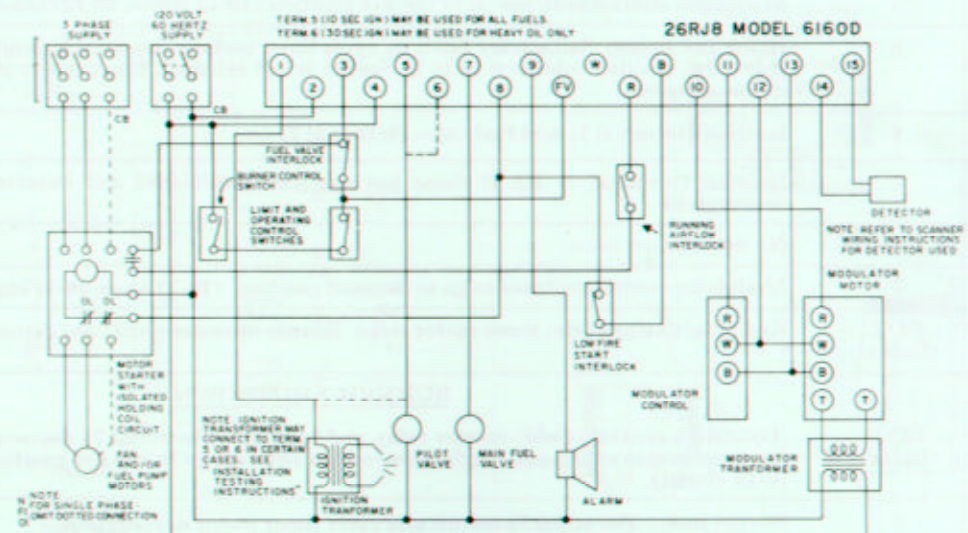 3 PHASE
SUPPLY
120 VOLT
60 HERTZ
SUPPLY
TERM. 5 (10 SEC IGN) MAY BE USED FOR ALL FUELS.
TERM. 6 (30 SEC IGN) MAY BE USED FOR HEAVY OIL ONLY
26RJ8 MODEL 6160D
1 3 5 7 9 W B 11 13 15
2 4 6 8 FV R 10 12 14
CB
CB
FUEL VALVE
INTERLOCK
BURNER CONTROL
SWITCH
LIMIT AND
OPERATING
CONTROL
SWITCHES
RUNNING
AIRFLOW
INTERLOCK
DETECTOR
NOTE REFER TO SCANNER
WIRING INSTRUCTIONS
FOR DETECTOR USED
MODULATOR
MOTOR
OL OL
R
W
B
R
W
B
T T
LOW FIRE
START
INTERLOCK
MODULATOR
CONTROL
MOTOR
STARTER
WITH
ISOLATED
HOLDING
COIL
CIRCUIT
FAN
AND/OR
FUEL PUMP
MOTORS
NOTE IGNITION
TRANSFORMER MAY
CONNECT TO TERM.
5 OR 6 IN CERTAIN
CASES. SEE
"INSTALLATION
TESTING
INSTRUCTIONS"
IGNITION
TRANFORMER
PILOT
VALVE
MAIN FUEL
VALVE
ALARM
MODULATOR
TRANFORMER
NOTE
FOR SINGLE PHASE
OMIT DOTTED CONNECTION